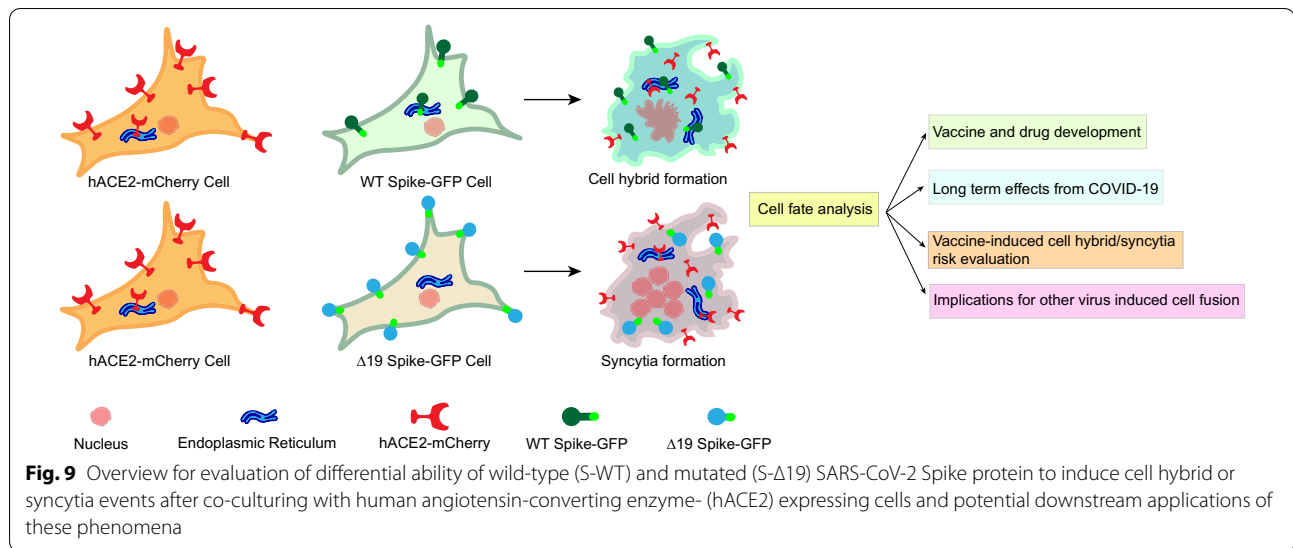 hACE2-mCherry Cell
WT Spike-GFP Cell
Cell hybrid formation
hACE2-mCherry Cell
Δ19 Spike-GFP Cell
Syncytia formation
Cell fate analysis
Vaccine and drug development
Long term effects from COVID-19
Vaccine-induced cell hybrid/syncytia
risk evaluation
Implications for other virus induced cell fusion
Nucleus
Endoplasmic Reticulum
hACE2-mCherry
WT Spike-GFP
Δ19 Spike-GFP
Fig. 9 Overview for evaluation of differential ability of wild-type (S-WT) and mutated (S-Δ19) SARS-CoV-2 Spike protein to induce cell hybrid or
syncytia events after co-culturing with human angiotensin-converting enzyme- (hACE2) expressing cells and potential downstream applications of
these phenomena